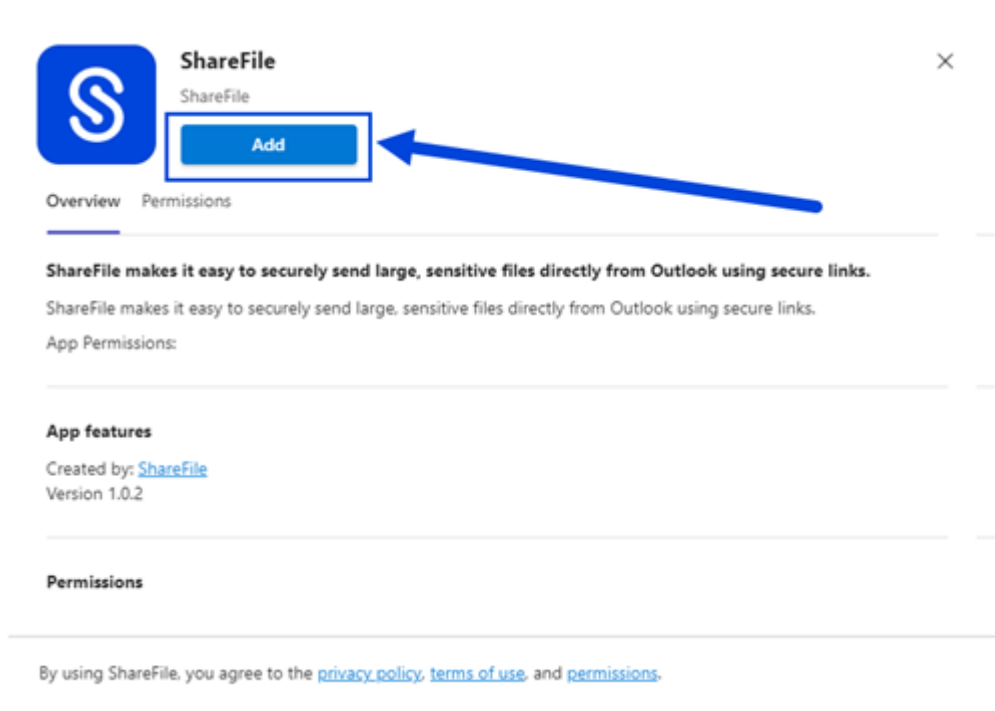 ShareFile
ShareFile
Add
Overview Permissions
ShareFile makes it easy to securely send large, sensitive files directly from Outlook using secure links.
ShareFile makes it easy to securely send large, sensitive files directly from Outlook using secure links.
App Permissions:
App features
Created by: ShareFile
Version 1.0.2
Permissions
By using ShareFile, you agree to the privacy policy, terms of use, and permissions.